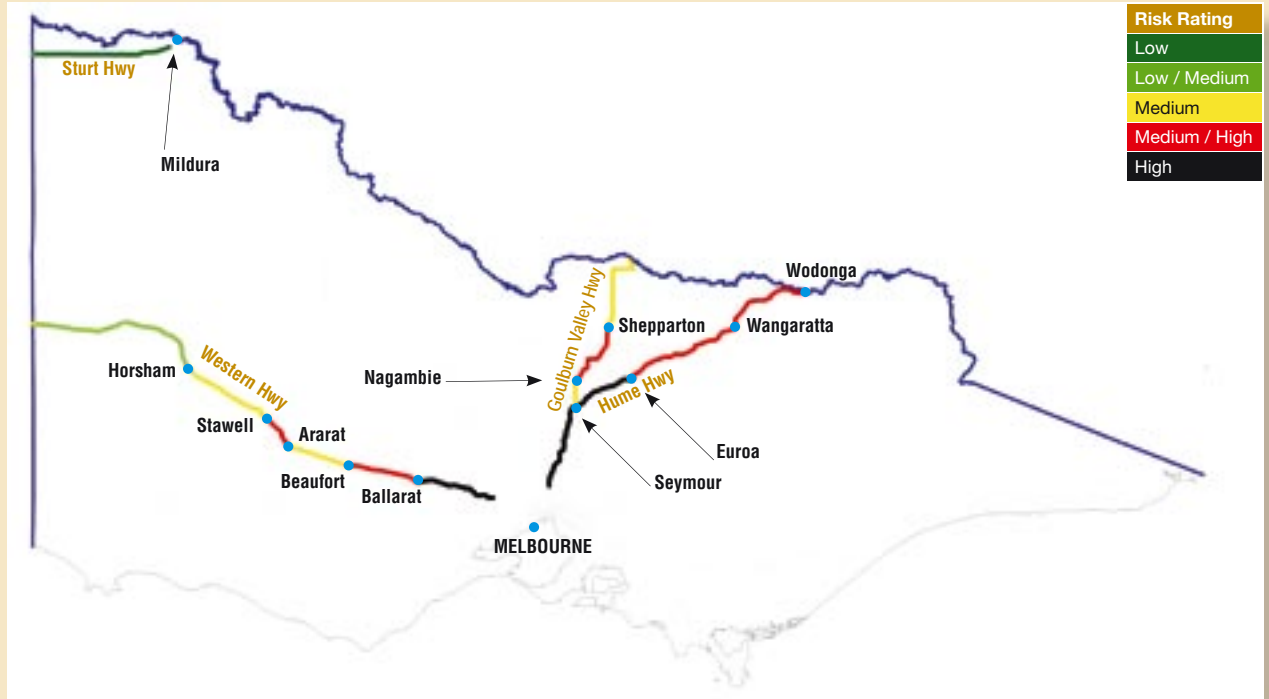 Risk Rating
Low
Low / Medium
Medium
Medium / High
High
Sturt Hwy
Mildura
Wodonga
Goulburn Valley Hwy
Shepparton
Wangaratta
Horsham
Western Hwy
Nagambie
Hume Hwy
Stawell
Ararat
Euroa
Beaufort
Seymour
Ballarat
MELBOURNE